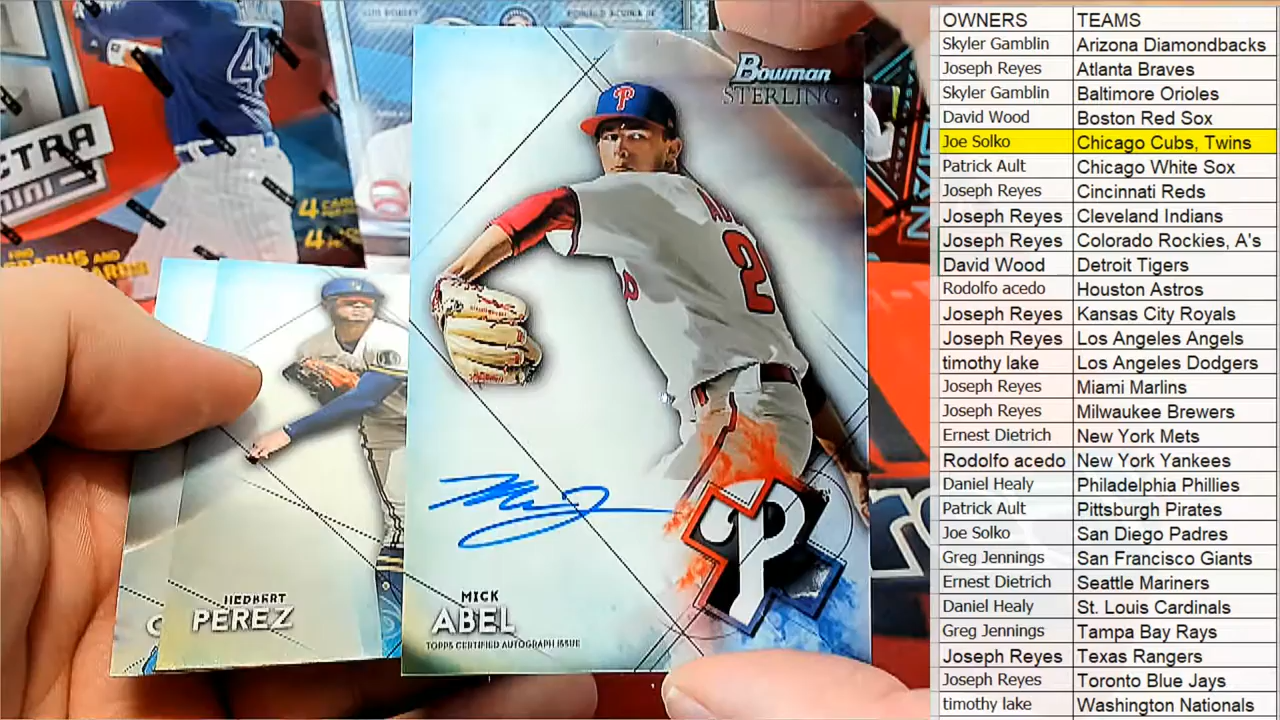 Bowman
STERLING
P
2
MICK
ABEL
TOPPS CERTIFIED AUTOGRAPH ISSUE
HEDBERT
PEREZ
P
CTRA
4
4
OWNERS TEAMS
Skyler Gamblin Arizona Diamondbacks
Joseph Reyes Atlanta Braves
Skyler Gamblin Baltimore Orioles
David Wood Boston Red Sox
Joe Solko Chicago Cubs, Twins
Patrick Ault Chicago White Sox
Joseph Reyes Cincinnati Reds
Joseph Reyes Cleveland Indians
Joseph Reyes Colorado Rockies, A's
David Wood Detroit Tigers
Rodolfo acedo Houston Astros
Joseph Reyes Kansas City Royals
Joseph Reyes Los Angeles Angels
timothy lake Los Angeles Dodgers
Joseph Reyes Miami Marlins
Joseph Reyes Milwaukee Brewers
Ernest Dietrich New York Mets
Rodolfo acedo New York Yankees
Daniel Healy Philadelphia Phillies
Patrick Ault Pittsburgh Pirates
Joe Solko San Diego Padres
Greg Jennings San Francisco Giants
Ernest Dietrich Seattle Mariners
Daniel Healy St. Louis Cardinals
Greg Jennings Tampa Bay Rays
Joseph Reyes Texas Rangers
Joseph Reyes Toronto Blue Jays
timothy lake Washington Nationals